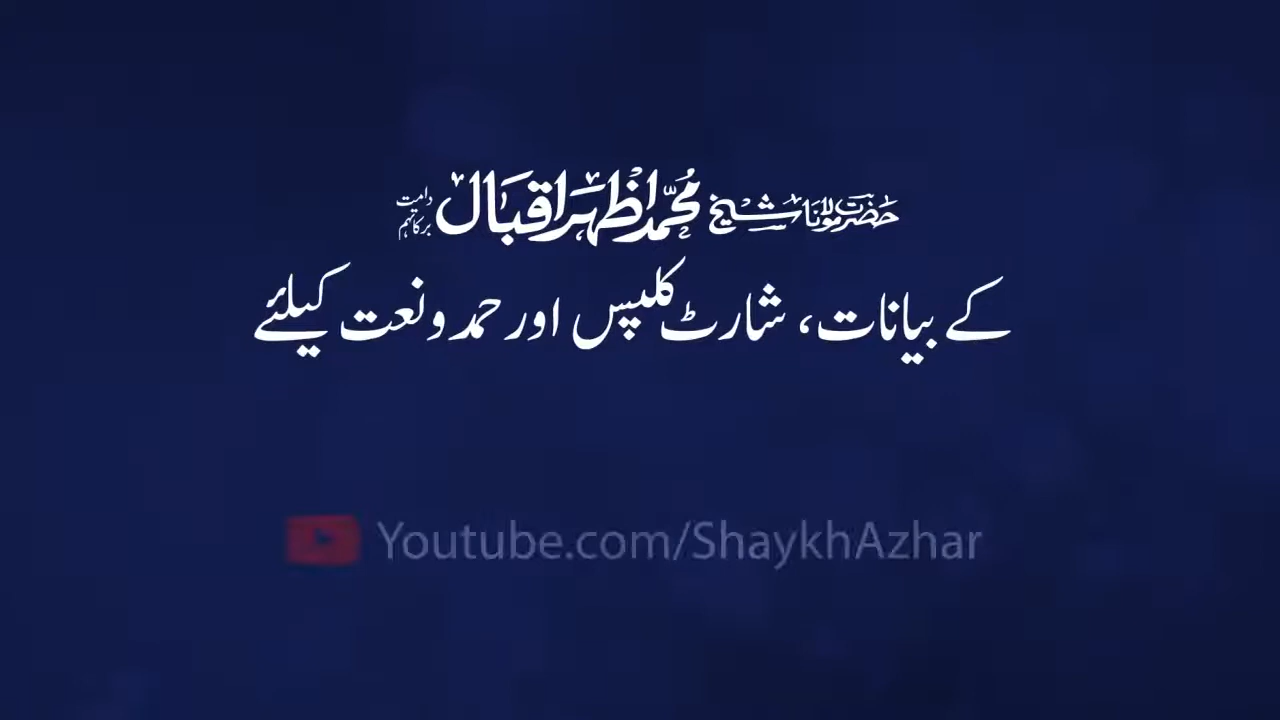 حضرت مولانا شیخ محمد اظہر اقبال دامت برکاتہم
کے بیانات، شارٹ کلپس اور حمد و نعت کیلئے
Youtube.com/ShaykhAzhar